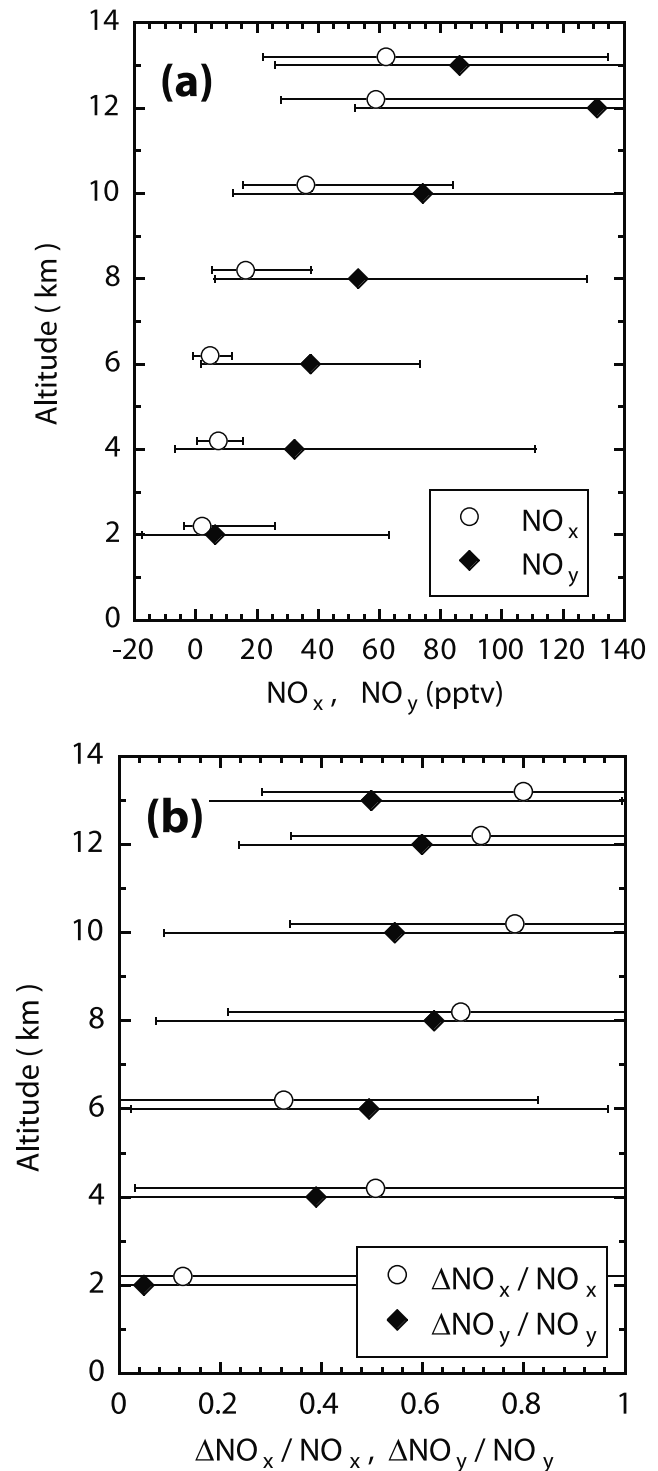 14
(a)
12
10
8
6
4
2
0
Altitude ( km )
NOx
NOy
-20 0 20 40 60 80 100 120 140
NOx , NOy (pptv)
14
(b)
12
10
8
6
4
2
0
Altitude ( km )
ΔNOx / NOx
ΔNOy / NOy
0 0.2 0.4 0.6 0.8 1
ΔNOx / NOx , ΔNOy / NOy